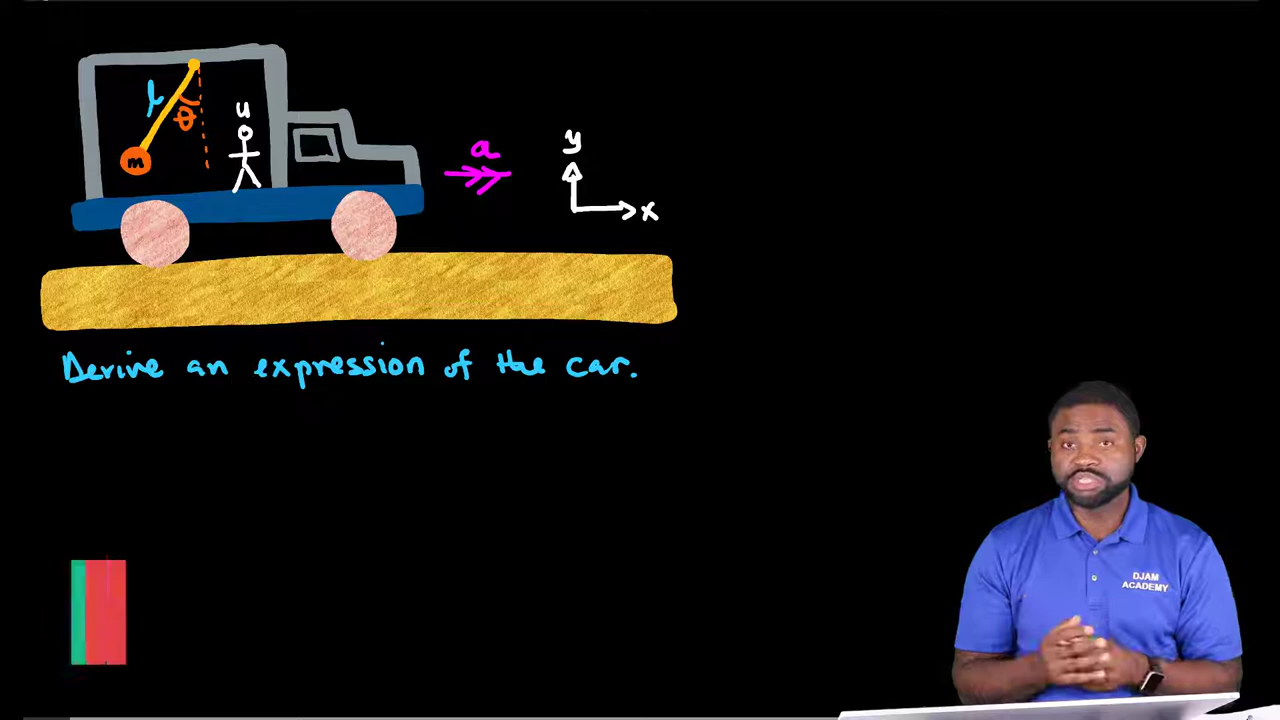 u
l
θ
m
a
y
x
Derive an expression of the car.
DJAM
ACADEMY